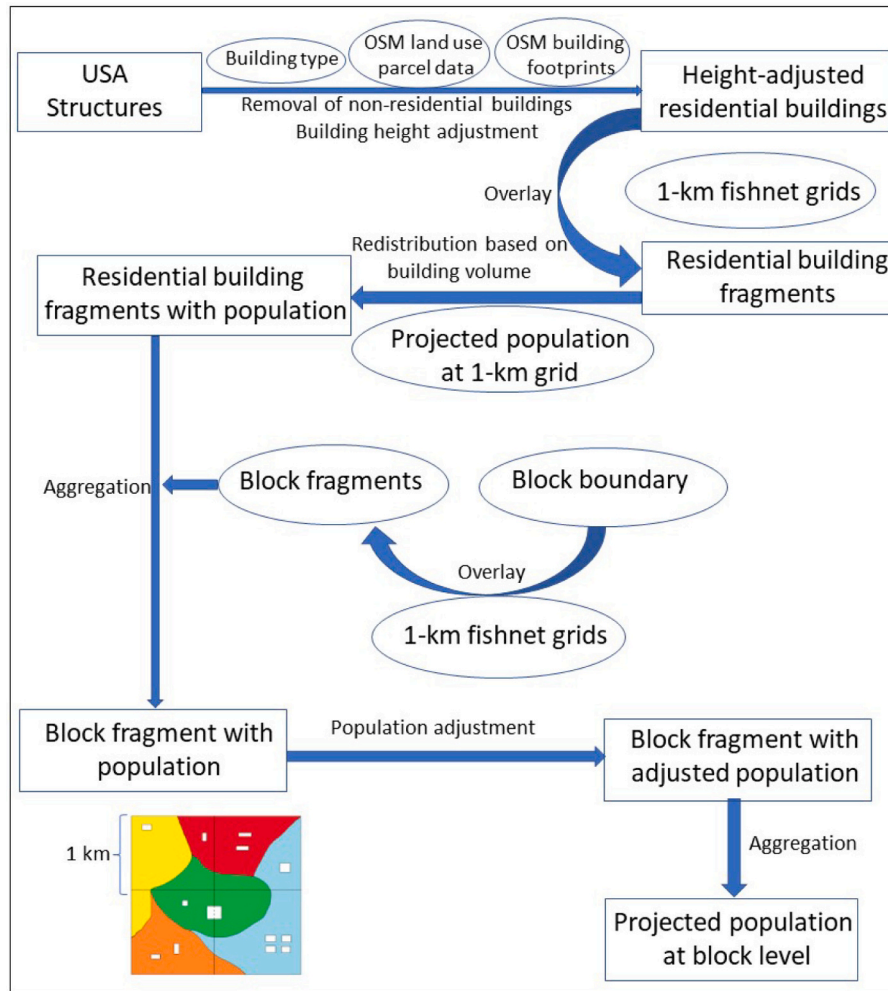 USA
Structures
Building type
OSM land use
parcel data
OSM building
footprints
Removal of non-residential buildings
Building height adjustment
Height-adjusted
residential buildings
Overlay
1-km fishnet grids
Redistribution based on
building volume
Residential building
fragments
Residential building
fragments with population
Projected population
at 1-km grid
Aggregation
Block fragments
Block boundary
Overlay
1-km fishnet grids
Block fragment with
population
Population adjustment
Block fragment with
adjusted population
1 km
Aggregation
Projected population
at block level